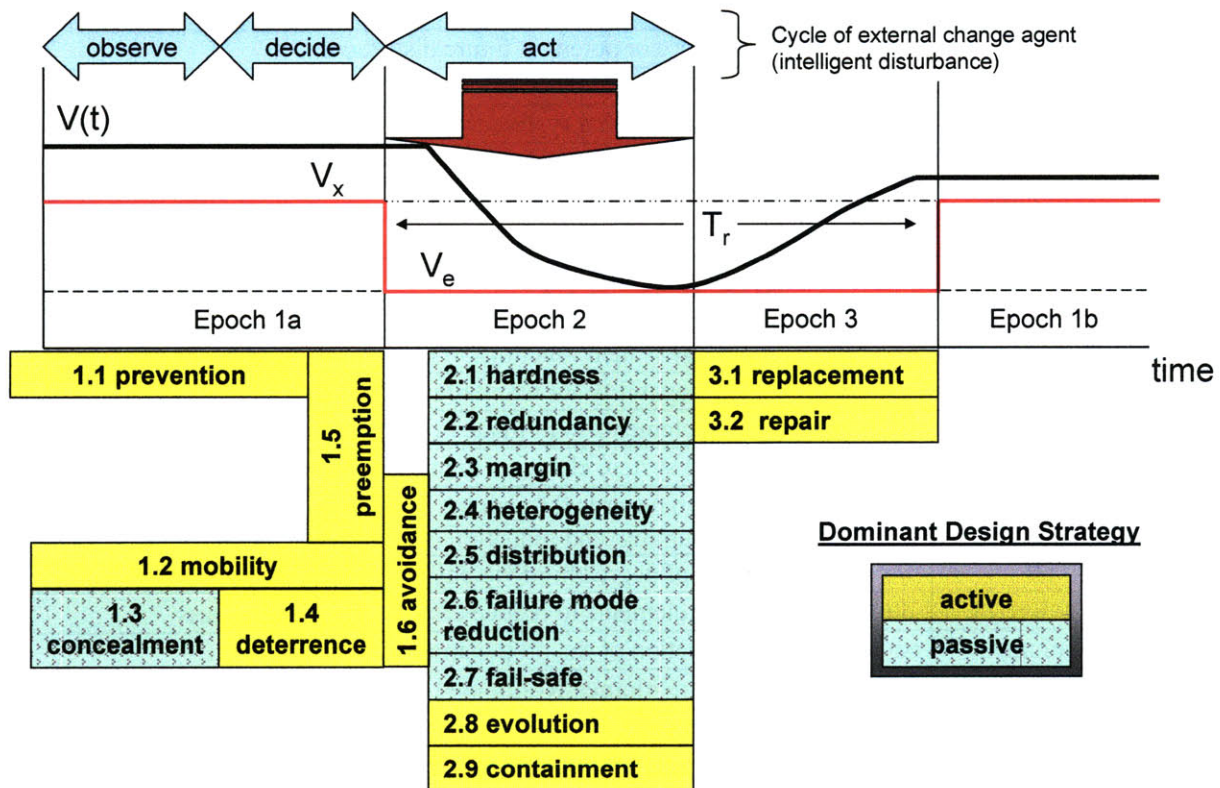 observe
decide
act
Cycle of external change agent
(intelligent disturbance)
V(t)
Vx
Tr
Ve
Epoch 1a
Epoch 2
Epoch 3
Epoch 1b
time
1.1 prevention
1.5
preemption
1.2 mobility
1.3
concealment
1.4
deterrence
1.6 avoidance
2.1 hardness
2.2 redundancy
2.3 margin
2.4 heterogeneity
2.5 distribution
2.6 failure mode
reduction
2.7 fail-safe
2.8 evolution
2.9 containment
3.1 replacement
3.2 repair
Dominant Design Strategy
active
passive